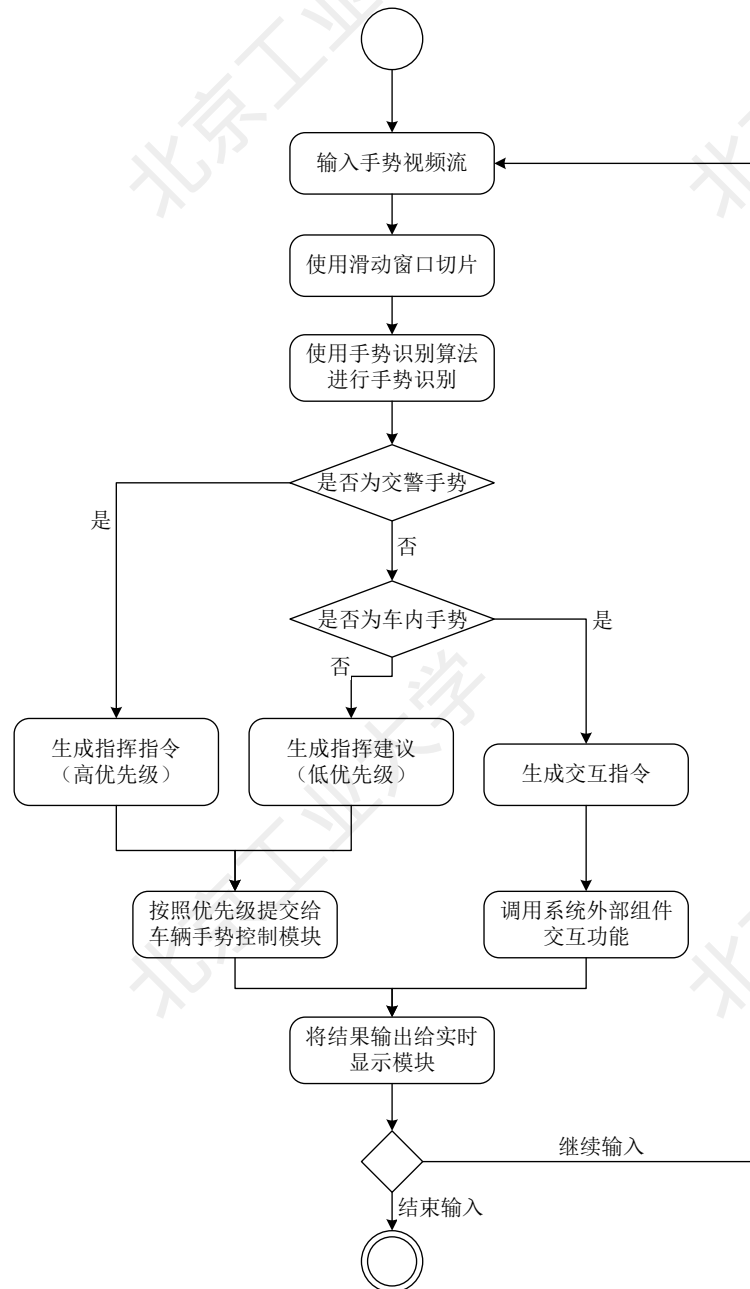 输入手势视频流
使用滑动窗口切片
使用手势识别算法
进行手势识别
是否为交警手势
是
否
是否为车内手势
是
否
生成指挥指令
（高优先级）
生成指挥建议
（低优先级）
生成交互指令
按照优先级提交给
车辆手势控制模块
调用系统外部组件
交互功能
将结果输出给实时
显示模块
继续输入
结束输入
北京工业大学